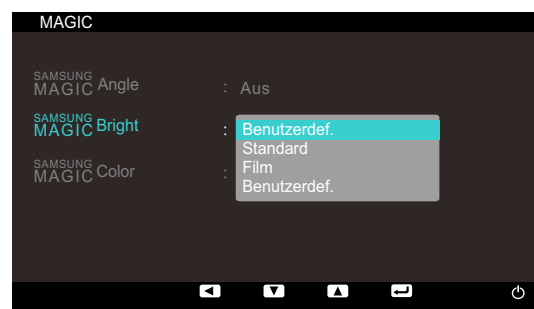 MAGIC
SAMSUNG
MAGIC Angle : Aus
SAMSUNG
MAGIC Bright : Benutzerdef.
Standard
Film
SAMSUNG
MAGIC Color :
Benutzerdef.